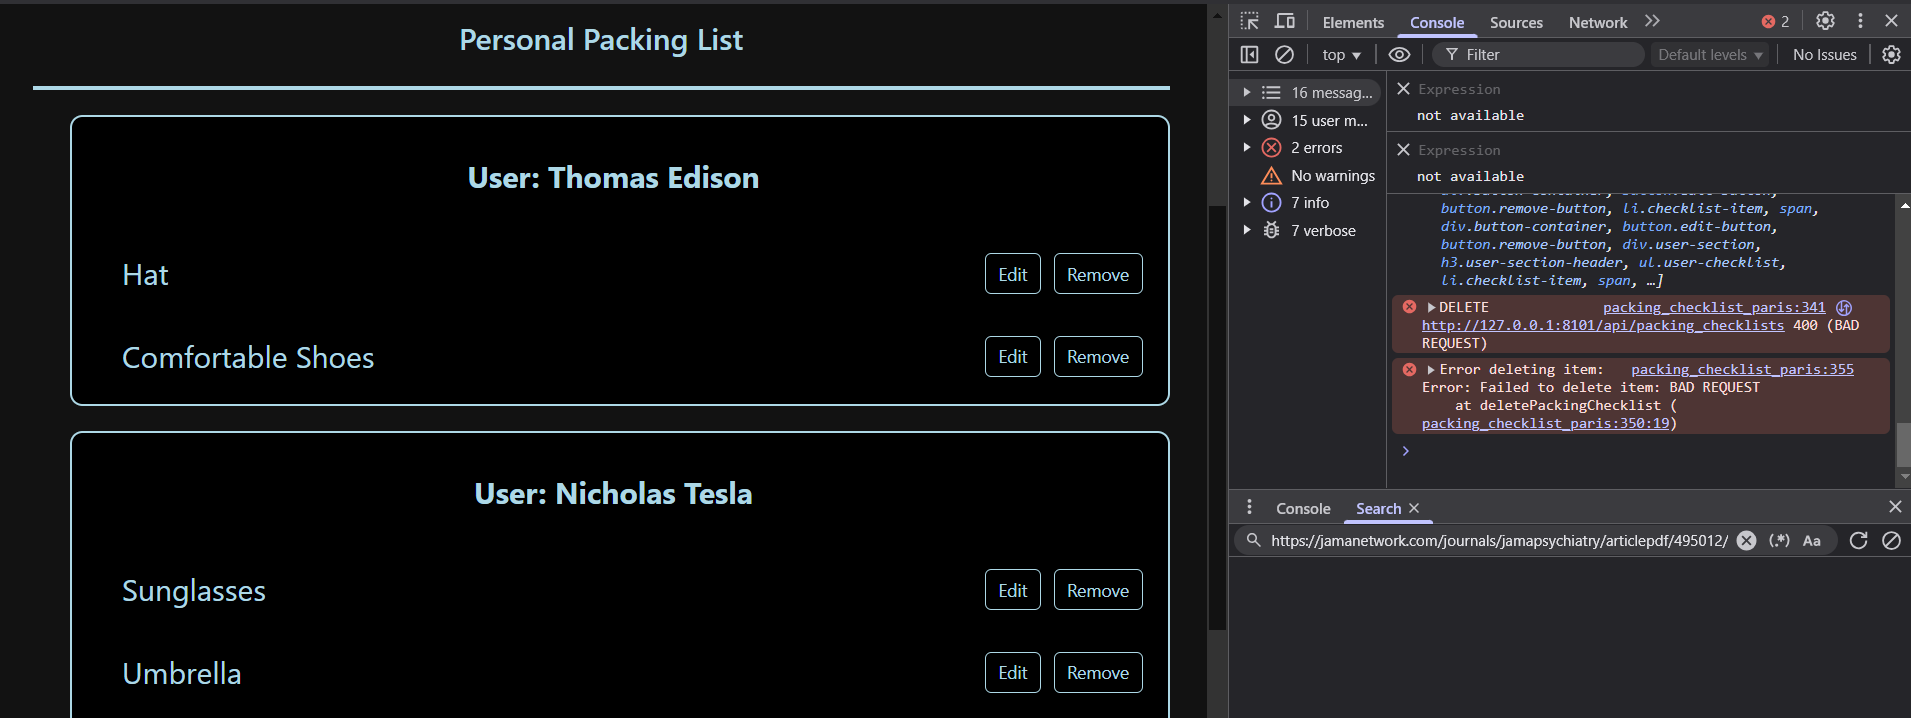 Personal Packing List
User: Thomas Edison
Hat
Edit
Remove
Comfortable Shoes
Edit
Remove
User: Nicholas Tesla
Sunglasses
Edit
Remove
Umbrella
Edit
Remove
Elements
Console
Sources
Network
2
top
Filter
Default levels
No Issues
16 messag...
15 user m...
2 errors
No warnings
7 info
7 verbose
Expression
not available
Expression
not available
button.remove-button, li.checklist-item, span,
div.button-container, button.edit-button,
button.remove-button, div.user-section,
h3.user-section-header, ul.user-checklist,
li.checklist-item, span, …]
DELETE packing_checklist_paris:341
http://127.0.0.1:8101/api/packing_checklists 400 (BAD
REQUEST)
Error deleting item: packing_checklist_paris:355
Error: Failed to delete item: BAD REQUEST
at deletePackingChecklist (
packing_checklist_paris:350:19)
Console
Search
https://jamanetwork.com/journals/jamapsychiatry/articlepdf/495012/
(.*)
Aa